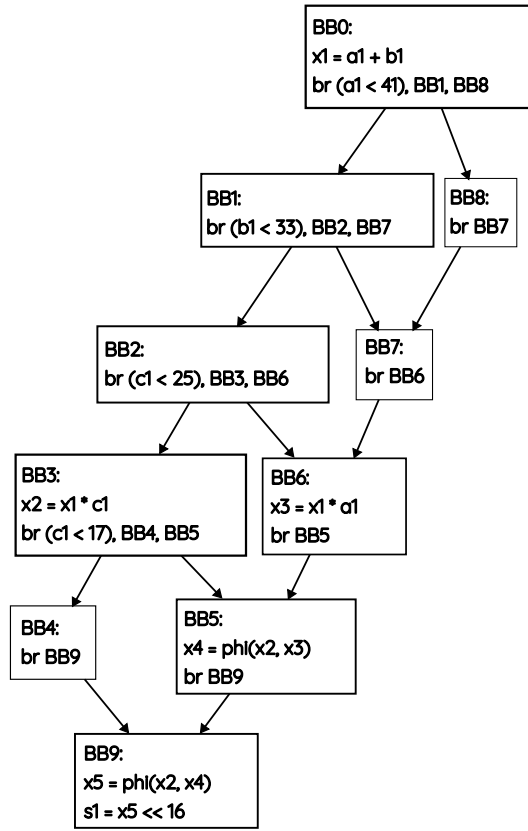 BB0:
x1 = a1 + b1
br (a1 < 41), BB1, BB8
BB1:
br (b1 < 33), BB2, BB7
BB8:
br BB7
BB2:
br (c1 < 25), BB3, BB6
BB7:
br BB6
BB3:
x2 = x1 * c1
br (c1 < 17), BB4, BB5
BB6:
x3 = x1 * a1
br BB5
BB4:
br BB9
BB5:
x4 = phi(x2, x3)
br BB9
BB9:
x5 = phi(x2, x4)
s1 = x5 << 16